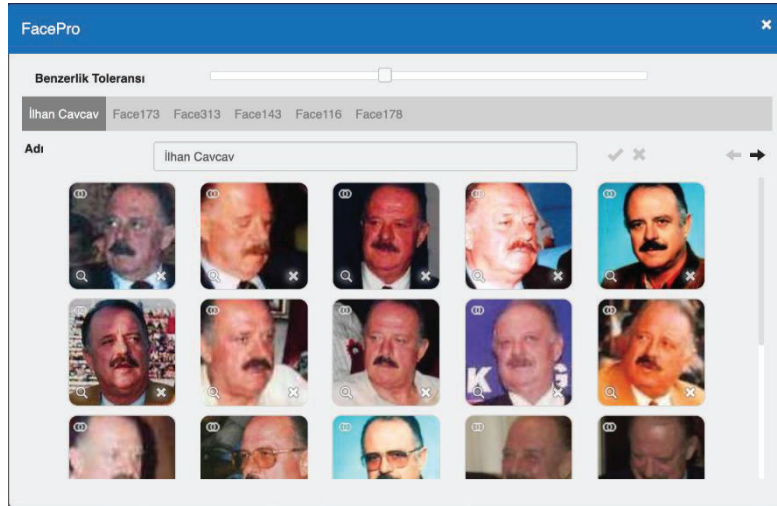 FacePro
Benzerlik Toleransı
İlhan Cavcav Face173 Face313 Face143 Face116 Face178
Adı
İlhan Cavcav
K G